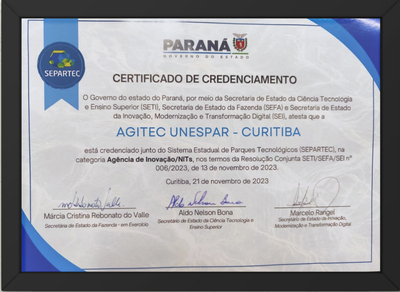 SEPARTEC
PARANÁ
GOVERNO DO ESTADO
CERTIFICADO DE CREDENCIAMENTO
O Governo do estado do Paraná, por meio da Secretaria de Estado da Ciência Tecnologia
e Ensino Superior (SETI), Secretaria de Estado da Fazenda (SEFA) e Secretaria de Estado
da Inovação, Modernização e Transformação Digital (SEI), atesta que a
AGITEC UNESPAR - CURITIBA
está credenciado junto do Sistema Estadual de Parques Tecnológicos (SEPARTEC), na
categoria Agência de Inovação/NITs, nos termos da Resolução Conjunta SETI/SEFA/SEI nº
006/2023, de 13 de novembro de 2023.
Curitiba, 21 de novembro de 2023
Márcia Cristina Rebonato do Valle
Secretária de Estado da Fazenda - em Exercício
Aldo Nelson Bona
Secretário de Estado da Ciência Tecnologia e
Ensino Superior
Marcelo Rangel
Secretário de Estado da Inovação,
Modernização e Transformação Digital